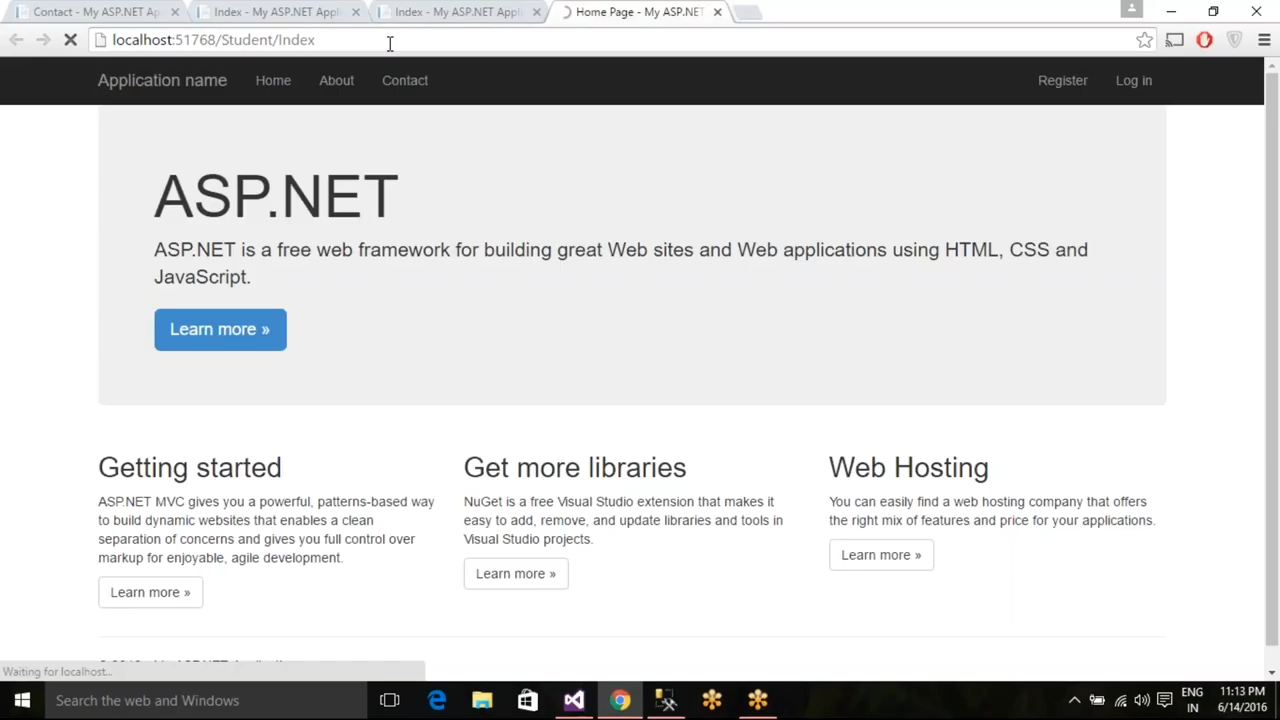 Contact - My ASP.NET App
Index - My ASP.NET Appl
Index - My ASP.NET Appl
Home Page - My ASP.NET
localhost:51768/Student/Index
Application name
Home
About
Contact
Register
Log in
ASP.NET
ASP.NET is a free web framework for building great Web sites and Web applications using HTML, CSS and
JavaScript.
Learn more »
Getting started
ASP.NET MVC gives you a powerful, patterns-based way
to build dynamic websites that enables a clean
separation of concerns and gives you full control over
markup for enjoyable, agile development.
Learn more »
Get more libraries
NuGet is a free Visual Studio extension that makes it
easy to add, remove, and update libraries and tools in
Visual Studio projects.
Learn more »
Web Hosting
You can easily find a web hosting company that offers
the right mix of features and price for your applications.
Learn more »
Waiting for localhost...
Search the web and Windows
ENG
IN
11:13 PM
6/14/2016